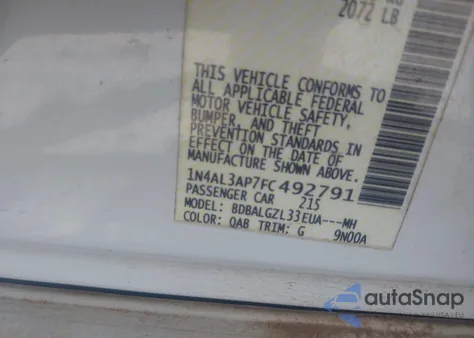 2072 LB
THIS VEHICLE CONFORMS TO
ALL APPLICABLE FEDERAL
MOTOR VEHICLE SAFETY,
BUMPER, AND THEFT
PREVENTION STANDARDS IN
EFFECT ON THE DATE OF
MANUFACTURE SHOWN ABOVE.
1N4AL3AP7FC492791
PASSENGER CAR 215
MODEL: BDBALGZL33EUA---MH
COLOR: QAB TRIM: G 9N00A
autaSnap